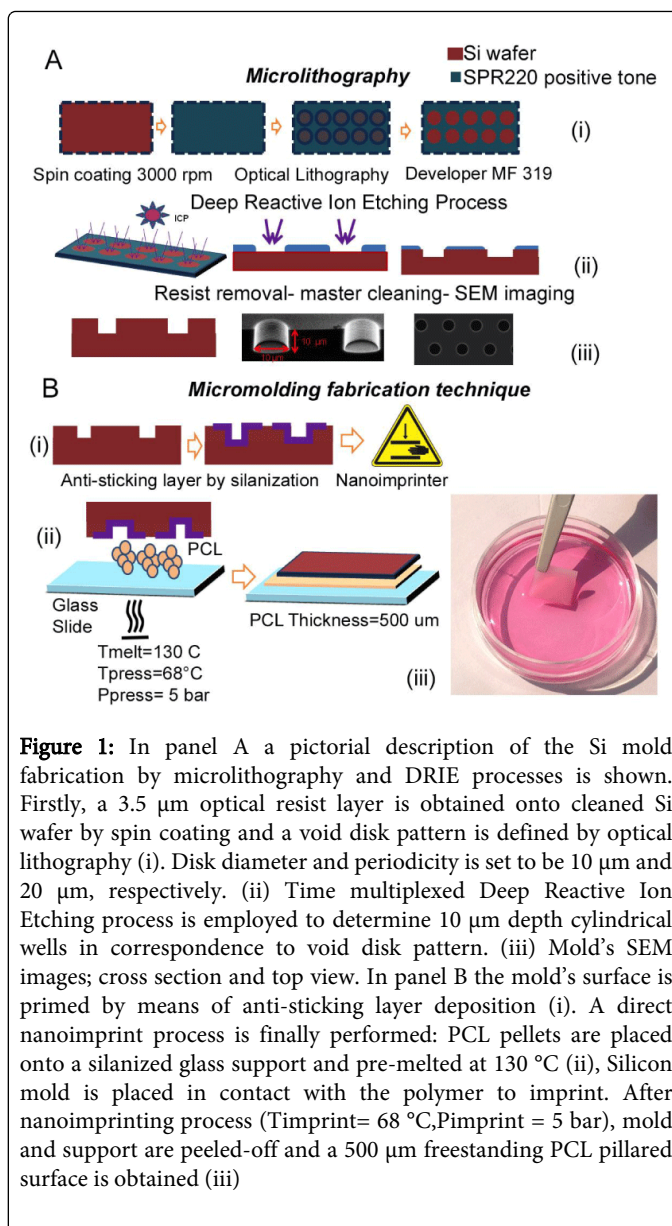 A
Si wafer
Microlithography
SPR220 positive tone
(i)
Spin coating 3000 rpm Optical Lithography Developer MF 319
Deep Reactive Ion Etching Process
ICP
(ii)
Resist removal- master cleaning- SEM imaging
10 µm
10 µm
(iii)
B
Micromolding fabrication technique
(i)
Anti-sticking layer by silanization Nanoimprinter
(ii)
PCL
Glass
Slide
PCL Thickness=500 um
Tmelt=130 C
Tpress=68°C
Ppress= 5 bar
(iii)
Figure 1: In panel A a pictorial description of the Si mold
fabrication by microlithography and DRIE processes is shown.
Firstly, a 3.5 μm optical resist layer is obtained onto cleaned Si
wafer by spin coating and a void disk pattern is defined by optical
lithography (i). Disk diameter and periodicity is set to be 10 μm and
20 μm, respectively. (ii) Time multiplexed Deep Reactive Ion
Etching process is employed to determine 10 μm depth cylindrical
wells in correspondence to void disk pattern. (iii) Mold's SEM
images; cross section and top view. In panel B the mold's surface is
primed by means of anti-sticking layer deposition (i). A direct
nanoimprint process is finally performed: PCL pellets are placed
onto a silanized glass support and pre-melted at 130 °C (ii), Silicon
mold is placed in contact with the polymer to imprint. After
nanoimprinting process (Timprint= 68 °C,Pimprint = 5 bar), mold
and support are peeled-off and a 500 μm freestanding PCL pillared
surface is obtained (iii)